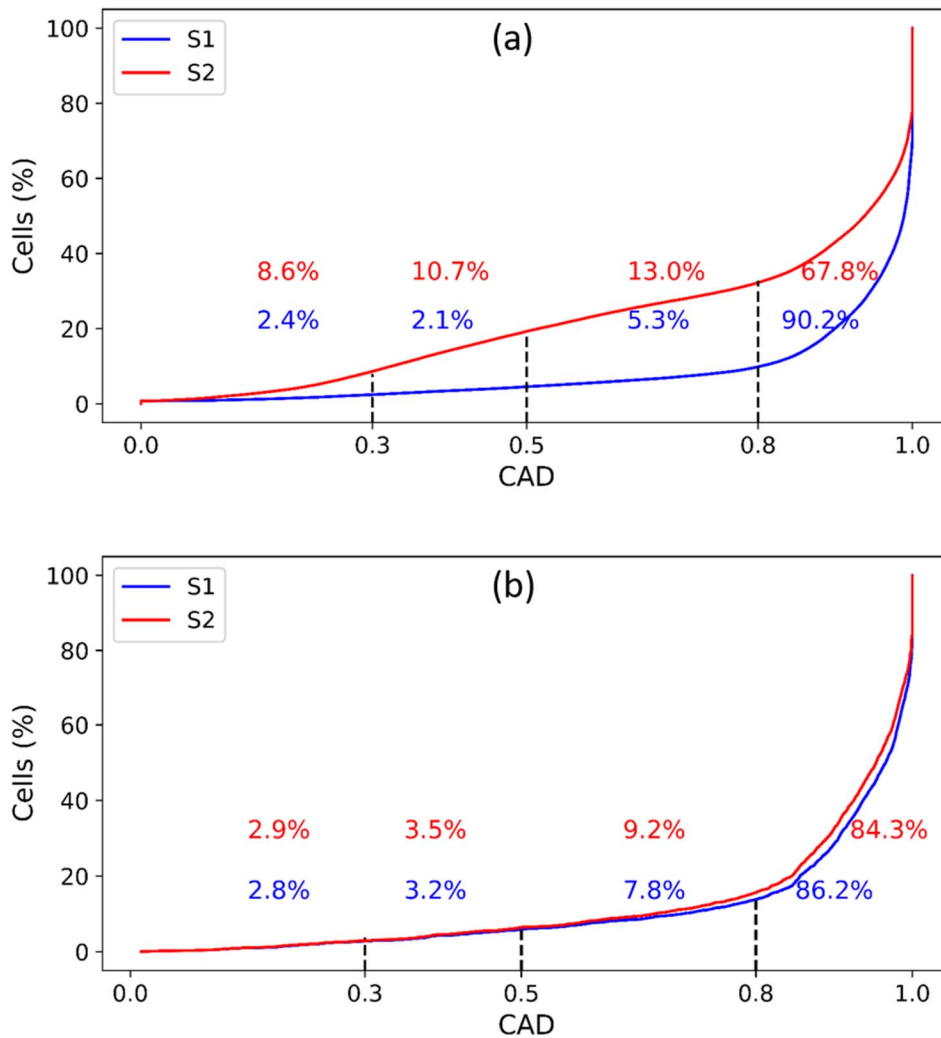 (a)
S1
S2
100
80
60
40
20
0
Cells (%)
8.6% 10.7% 13.0% 67.8%
2.4% 2.1% 5.3% 90.2%
0.0 0.3 0.5 0.8 1.0
CAD
(b)
S1
S2
100
80
60
40
20
0
Cells (%)
2.9% 3.5% 9.2% 84.3%
2.8% 3.2% 7.8% 86.2%
0.0 0.3 0.5 0.8 1.0
CAD